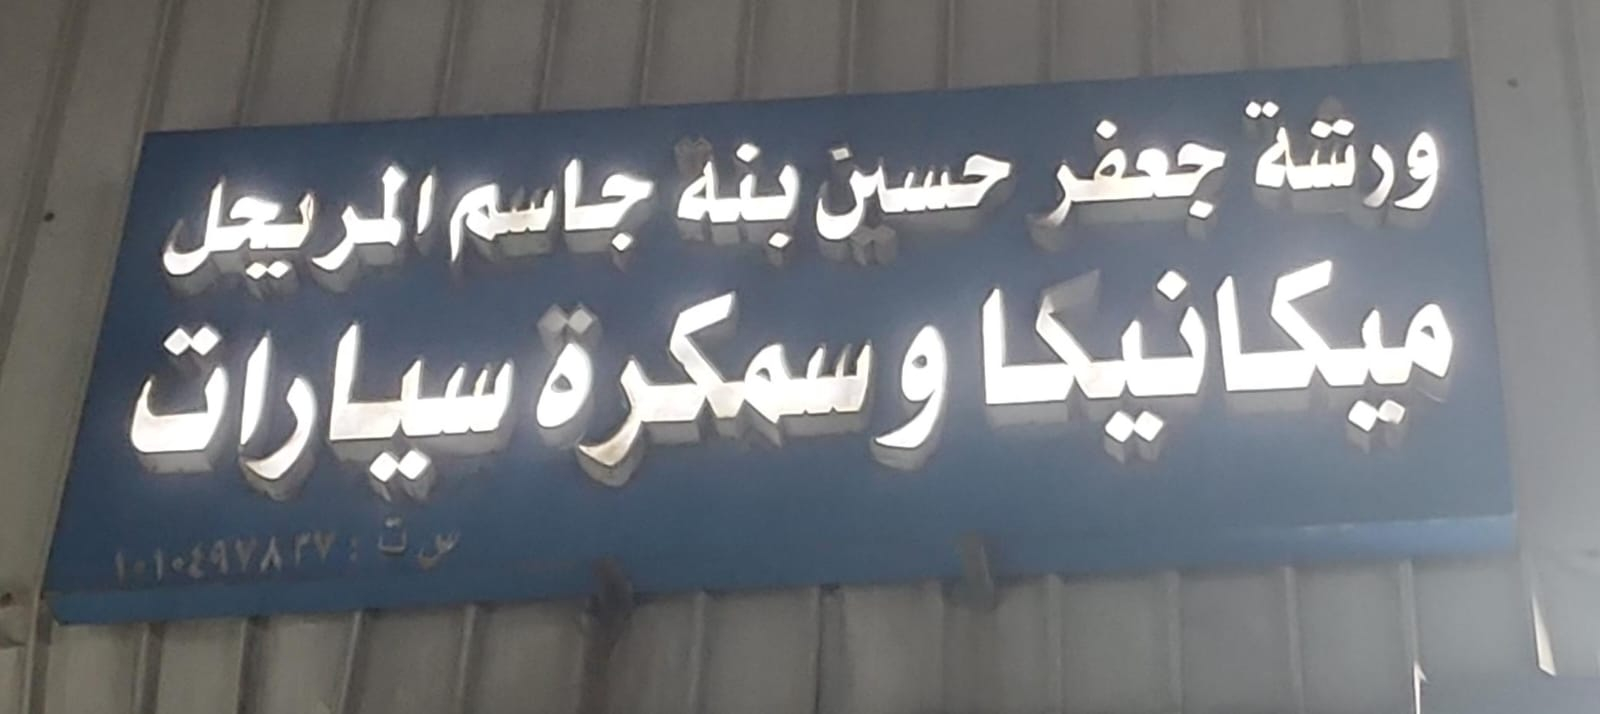 ورشة جعفر حسين بنه جاسم المريحل
ميكانيكا وسمكرة سيارات
س ت : ١٠١٠٤٩٧٨٣٧